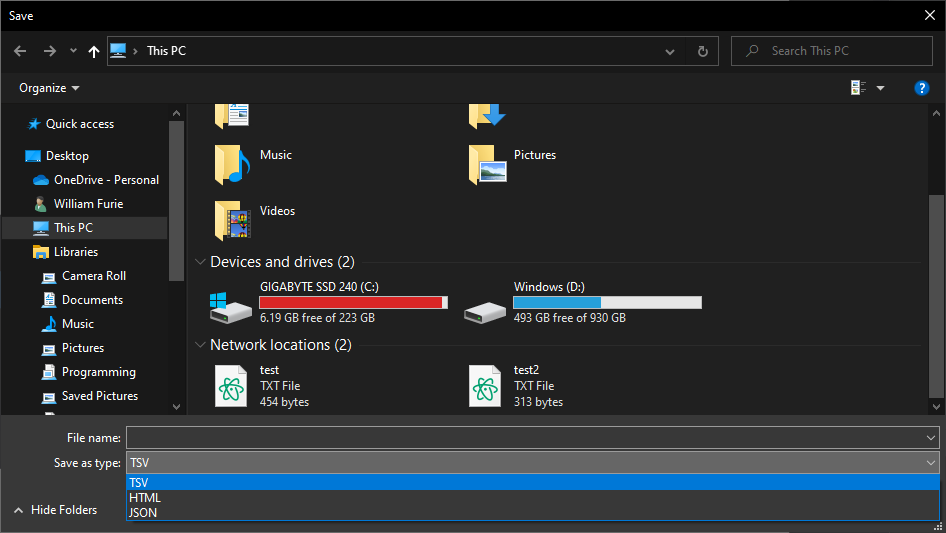 Save
This PC
Search This PC
Organize
Quick access
Desktop
OneDrive - Personal
William Furie
This PC
Libraries
Camera Roll
Documents
Music
Pictures
Programming
Saved Pictures
Music
Pictures
Videos
Devices and drives (2)
GIGABYTE SSD 240 (C:)
6.19 GB free of 223 GB
Windows (D:)
493 GB free of 930 GB
Network locations (2)
test
TXT File
454 bytes
test2
TXT File
313 bytes
File name:
Save as type: TSV
TSV
HTML
JSON
Hide Folders